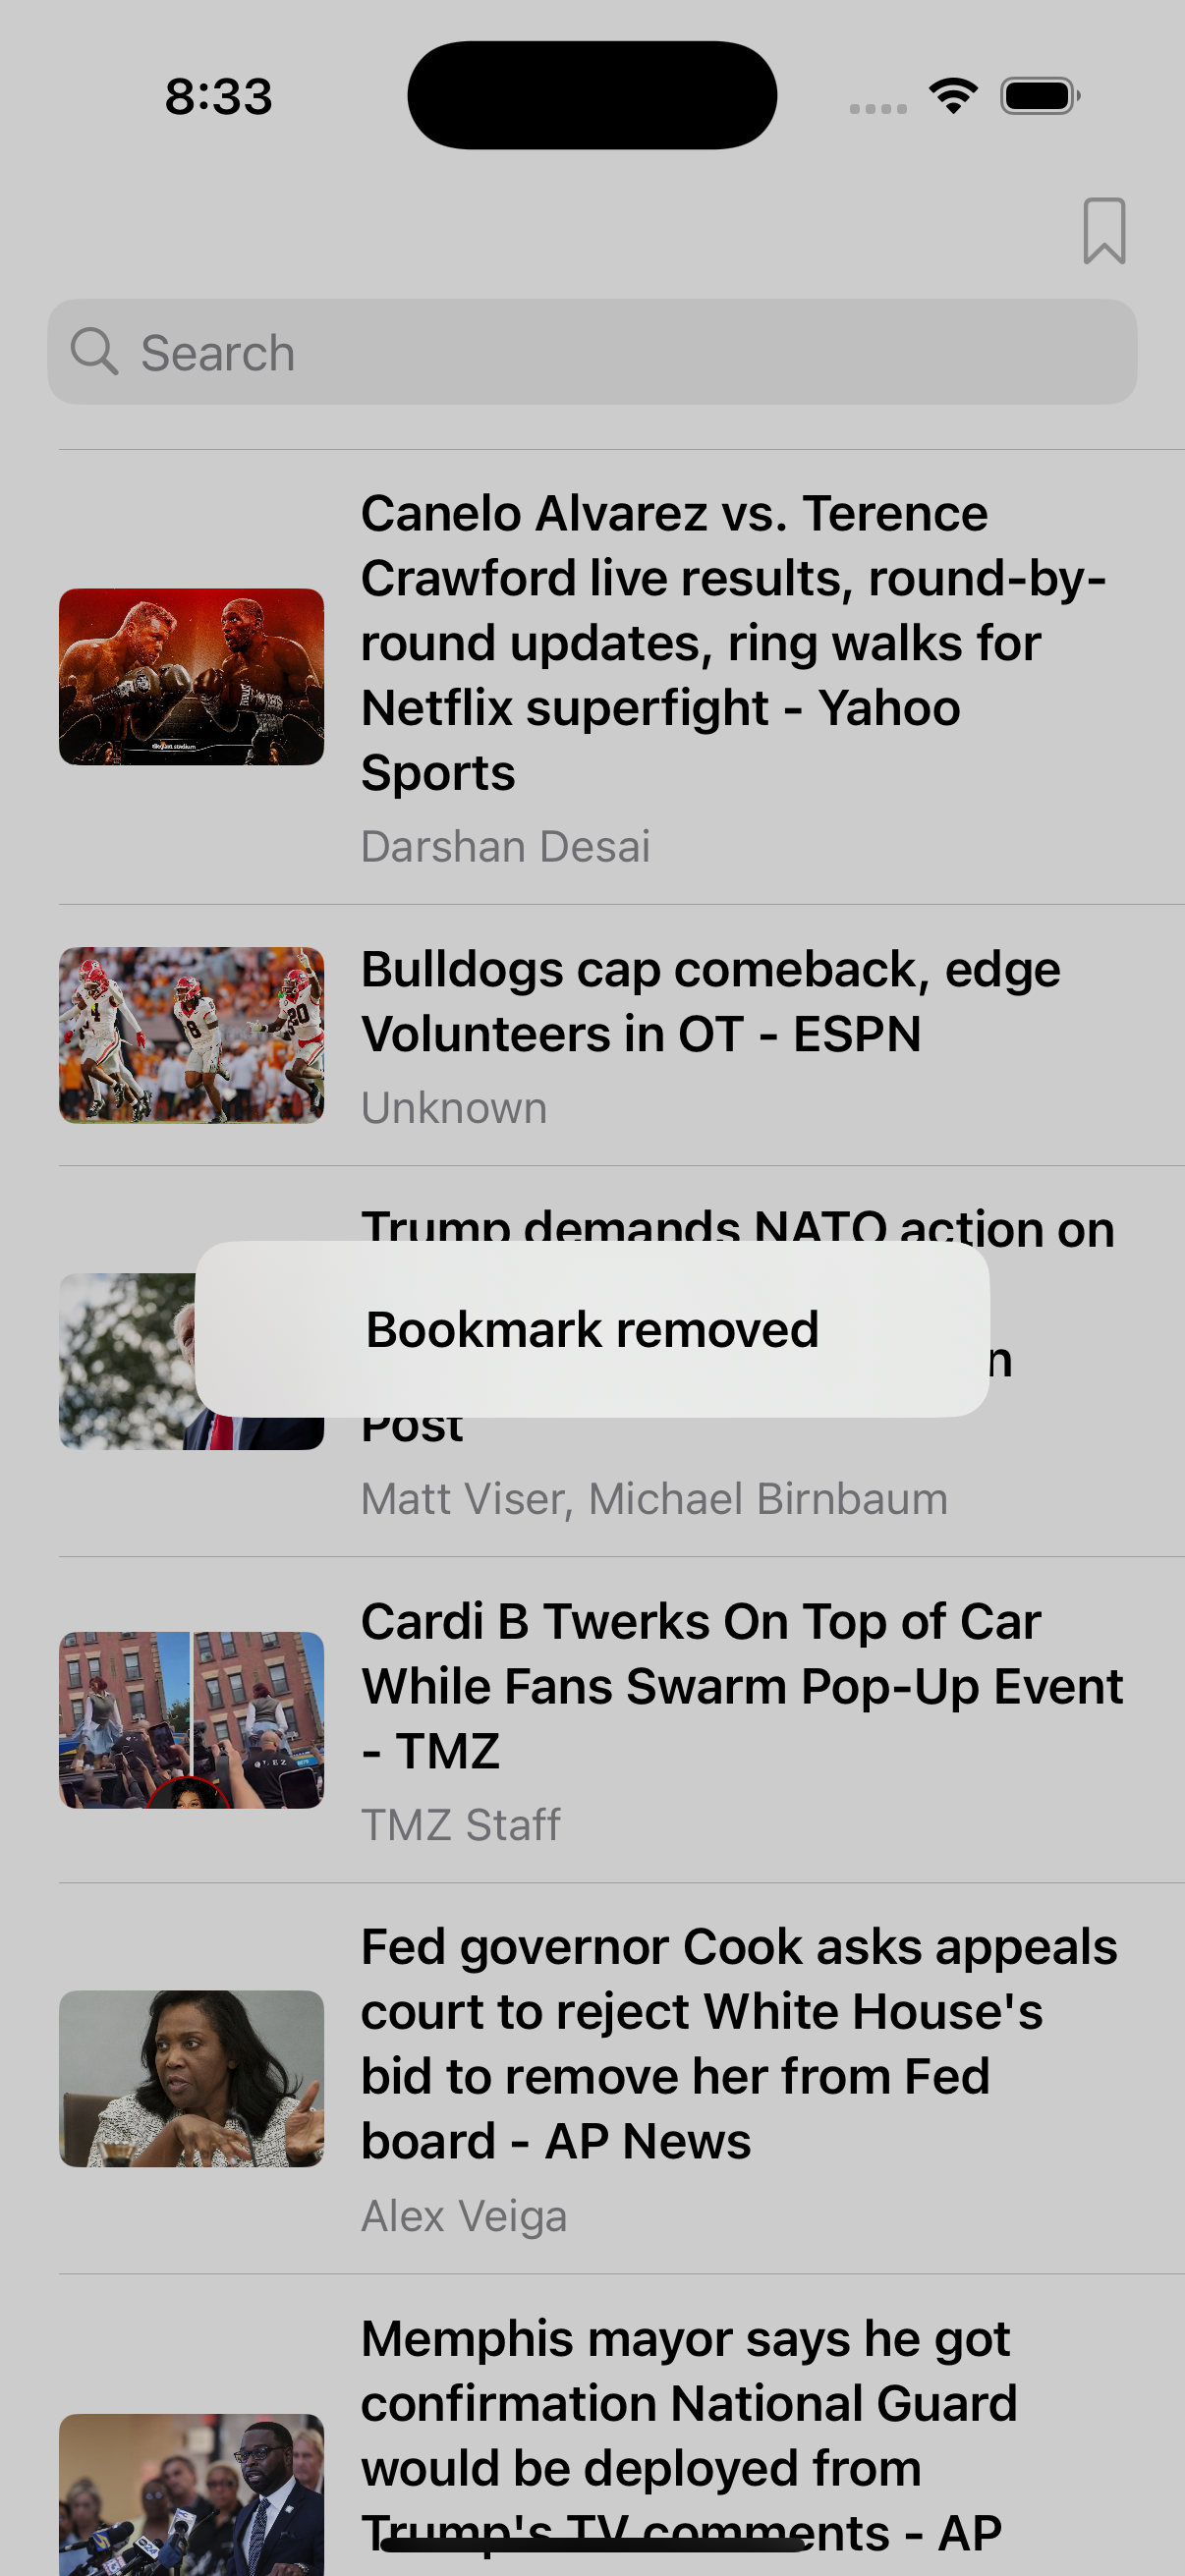 8:33
Search
Canelo Alvarez vs. Terence
Crawford live results, round-by-
round updates, ring walks for
Netflix superfight - Yahoo
Sports
Darshan Desai
Bulldogs cap comeback, edge
Volunteers in OT - ESPN
Unknown
Trump demands NATO action on
Bookmark removed
n
Post
Matt Viser, Michael Birnbaum
Cardi B Twerks On Top of Car
While Fans Swarm Pop-Up Event
- TMZ
TMZ Staff
Fed governor Cook asks appeals
court to reject White House's
bid to remove her from Fed
board - AP News
Alex Veiga
Memphis mayor says he got
confirmation National Guard
would be deployed from
Trump's TV comments - AP